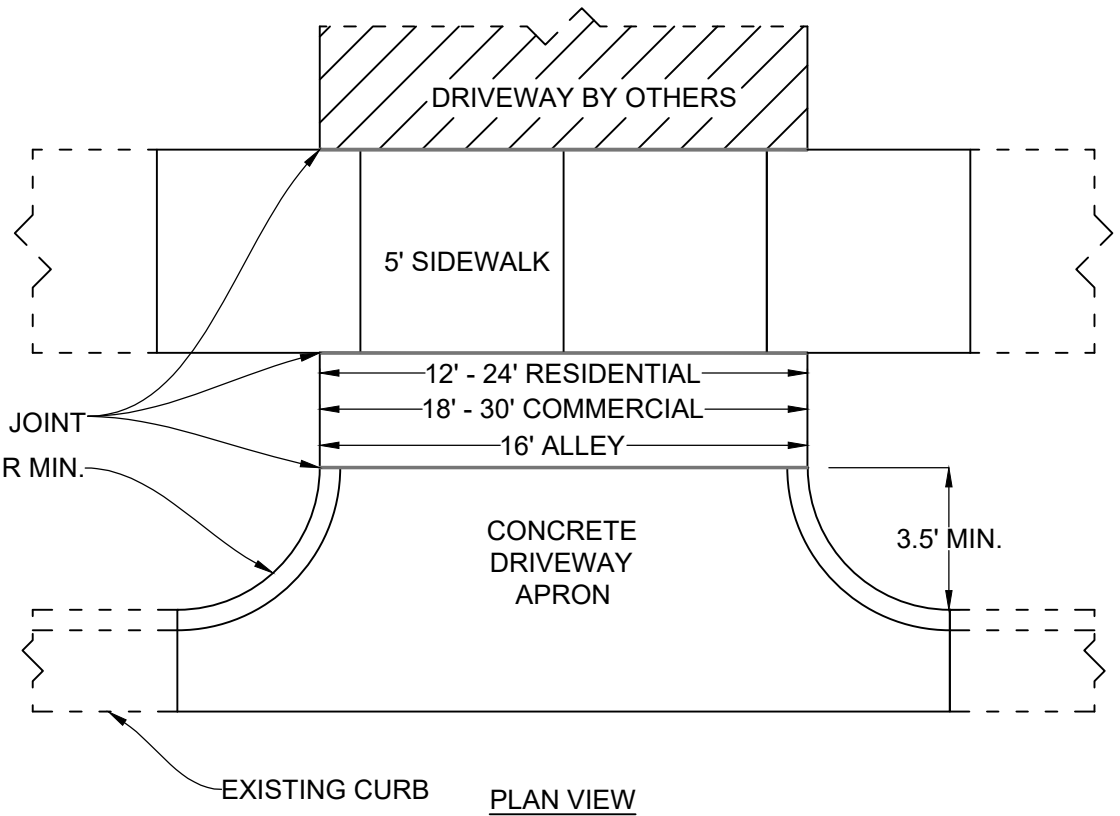 DRIVEWAY BY OTHERS
5' SIDEWALK
12' - 24' RESIDENTIAL
18' - 30' COMMERCIAL
16' ALLEY
JOINT
R MIN.
CONCRETE
DRIVEWAY
APRON
3.5' MIN.
EXISTING CURB
PLAN VIEW